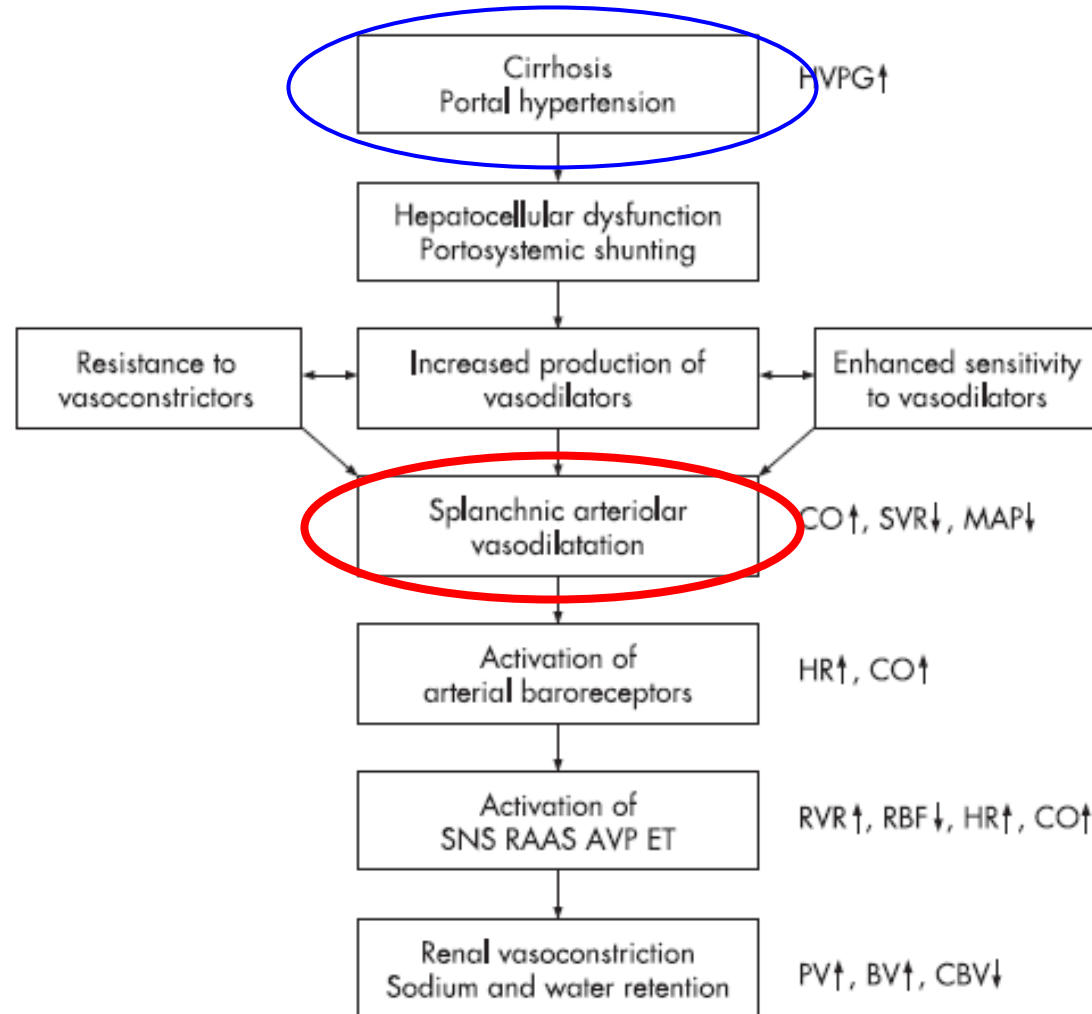 Cirrhosis
Portal hypertension
HVPG↑
Hepatocellular dysfunction
Portosystemic shunting
Resistance to
vasoconstrictors
Increased production of
vasodilators
Enhanced sensitivity
to vasodilators
Splanchnic arteriolar
vasodilatation
CO↑, SVR↓, MAP↓
Activation of
arterial baroreceptors
HR↑, CO↑
Activation of
SNS RAAS AVP ET
RVR↑, RBF↓, HR↑, CO↑
Renal vasoconstriction
Sodium and water retention
PV↑, BV↑, CBV↓